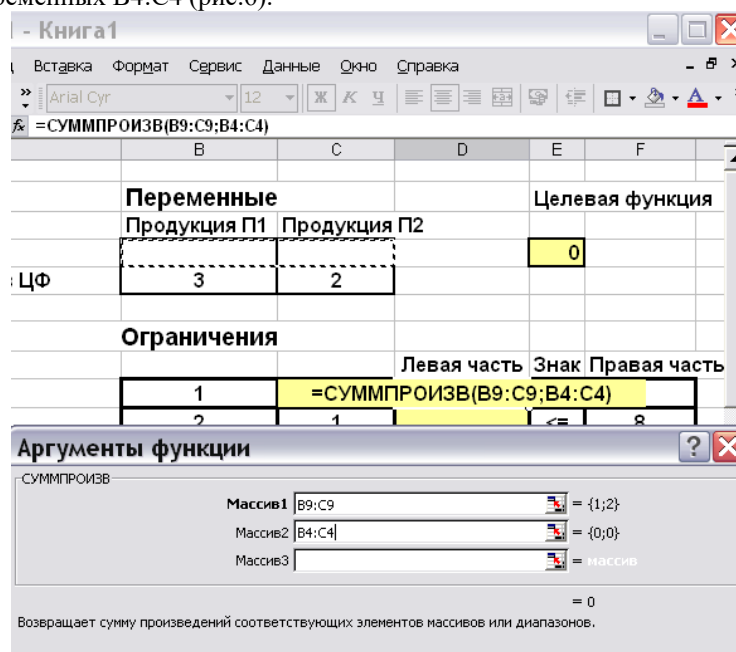 ременных B4:C4 (рис.6).
- Книга1
Вставка Формат Сервис Данные Окно Справка
Arial Cyr 12 Ж К Ч
fx =СУММПРОИЗВ(B9:C9;B4:C4)
B C D E F
Переменные Целевая функция
Продукция П1 Продукция П2
0
ЦФ 3 2
Ограничения
Левая часть Знак Правая часть
1 =СУММПРОИЗВ(B9:C9;B4:C4)
2 1 <= 8
Аргументы функции
СУММПРОИЗВ
Массив1 B9:C9 = {1;2}
Массив2 B4:C4 = {0;0}
Массив3 = массив
= 0
Возвращает сумму произведений соответствующих элементов массивов или диапазонов.